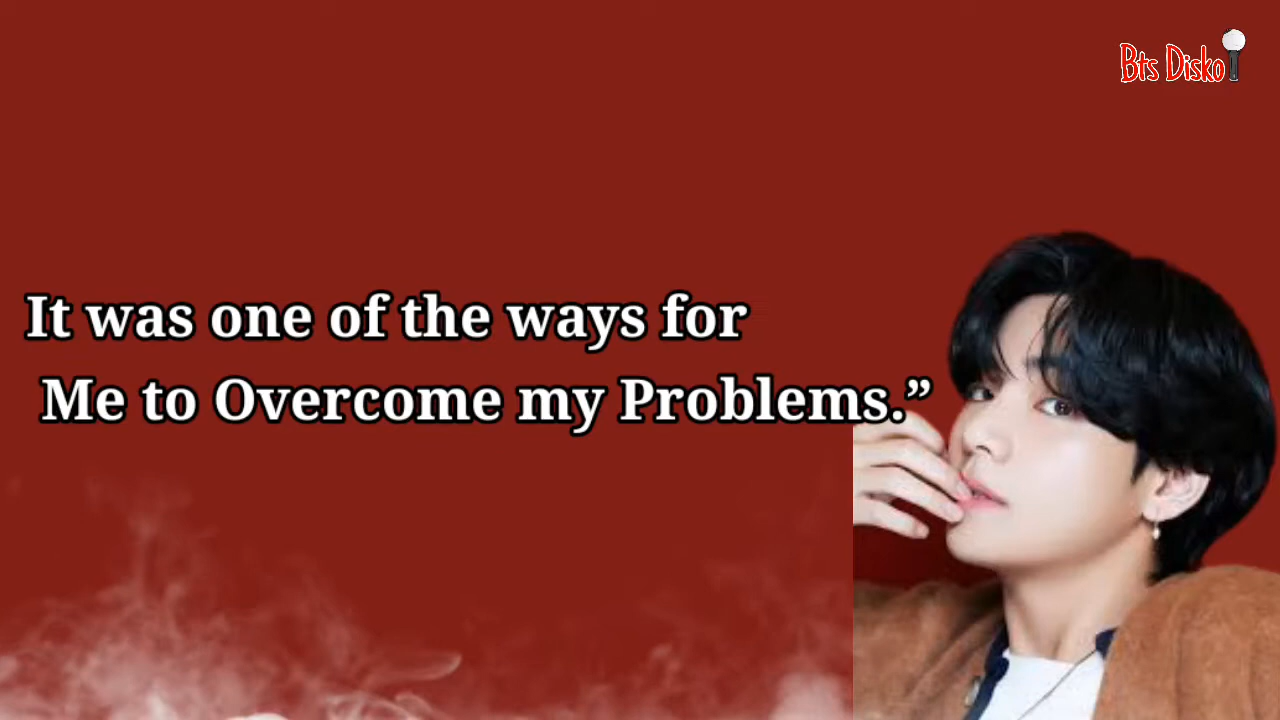 Bts Disko
It was one of the ways for
Me to Overcome my Problems.”